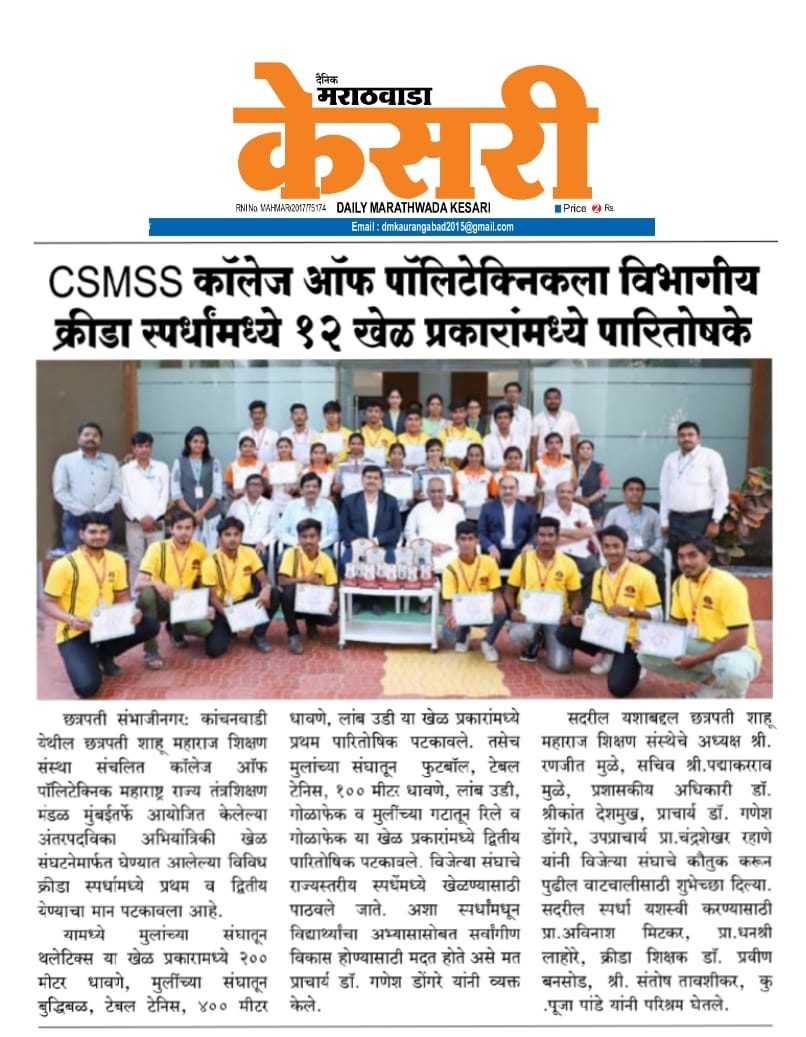 दैनिक
मराठवाडा
केसरी
RNI No. MAHMAR/2017/75174 DAILY MARATHWADA KESARI Price 2 Rs.
Email : dmkaurangabad2015@gmail.com
CSMSS कॉलेज ऑफ पॉलिटेक्निकला विभागीय
क्रीडा स्पर्धांमध्ये १२ खेळ प्रकारांमध्ये पारितोषके
छत्रपती संभाजीनगर: कांचनवाडी
येथील छत्रपती शाहू महाराज शिक्षण
संस्था संचलित कॉलेज ऑफ
पॉलिटेक्निक महाराष्ट्र राज्य तंत्रशिक्षण
मंडळ मुंबईतर्फे आयोजित केलेल्या
अंतरपदविका अभियांत्रिकी खेळ
संघटनेमार्फत घेण्यात आलेल्या विविध
क्रीडा स्पर्धामध्ये प्रथम व द्वितीय
येण्याचा मान पटकावला आहे.
यामध्ये मुलांच्या संघातून
थलेटिक्स या खेळ प्रकारामध्ये २००
मीटर धावणे, मुलींच्या संघातून
बुद्धिबळ, टेबल टेनिस, ४०० मीटर
धावणे, लांब उडी या खेळ प्रकारांमध्ये
प्रथम पारितोषिक पटकावले. तसेच
मुलांच्या संघातून फुटबॉल, टेबल
टेनिस, १०० मीटर धावणे, लांब उडी,
गोळाफेक व मुलींच्या गटातून रिले व
गोळाफेक या खेळ प्रकारांमध्ये द्वितीय
पारितोषिक पटकावले. विजेत्या संघाचे
राज्यस्तरीय स्पर्धेमध्ये खेळण्यासाठी
पाठवले जाते. अशा स्पर्धांमधून
विद्यार्थ्यांचा अभ्यासासोबत सर्वांगीण
विकास होण्यासाठी मदत होते असे मत
प्राचार्य डॉ. गणेश डोंगरे यांनी व्यक्त
केले.
सदरील यशाबद्दल छत्रपती शाहू
महाराज शिक्षण संस्थेचे अध्यक्ष श्री.
रणजीत मुळे, सचिव श्री.पद्माकरराव
मुळे, प्रशासकीय अधिकारी डॉ.
श्रीकांत देशमुख, प्राचार्य डॉ. गणेश
डोंगरे, उपप्राचार्य प्रा.चंद्रशेखर रहाणे
यांनी विजेत्या संघाचे कौतुक करून
पुढील वाटचालीसाठी शुभेच्छा दिल्या.
सदरील स्पर्धा यशस्वी करण्यासाठी
प्रा.अविनाश मिटकर, प्रा.धनश्री
लाहोरे, क्रीडा शिक्षक डॉ. प्रवीण
बनसोड, श्री. संतोष तावशीकर, कु
.पूजा पांडे यांनी परिश्रम घेतले.